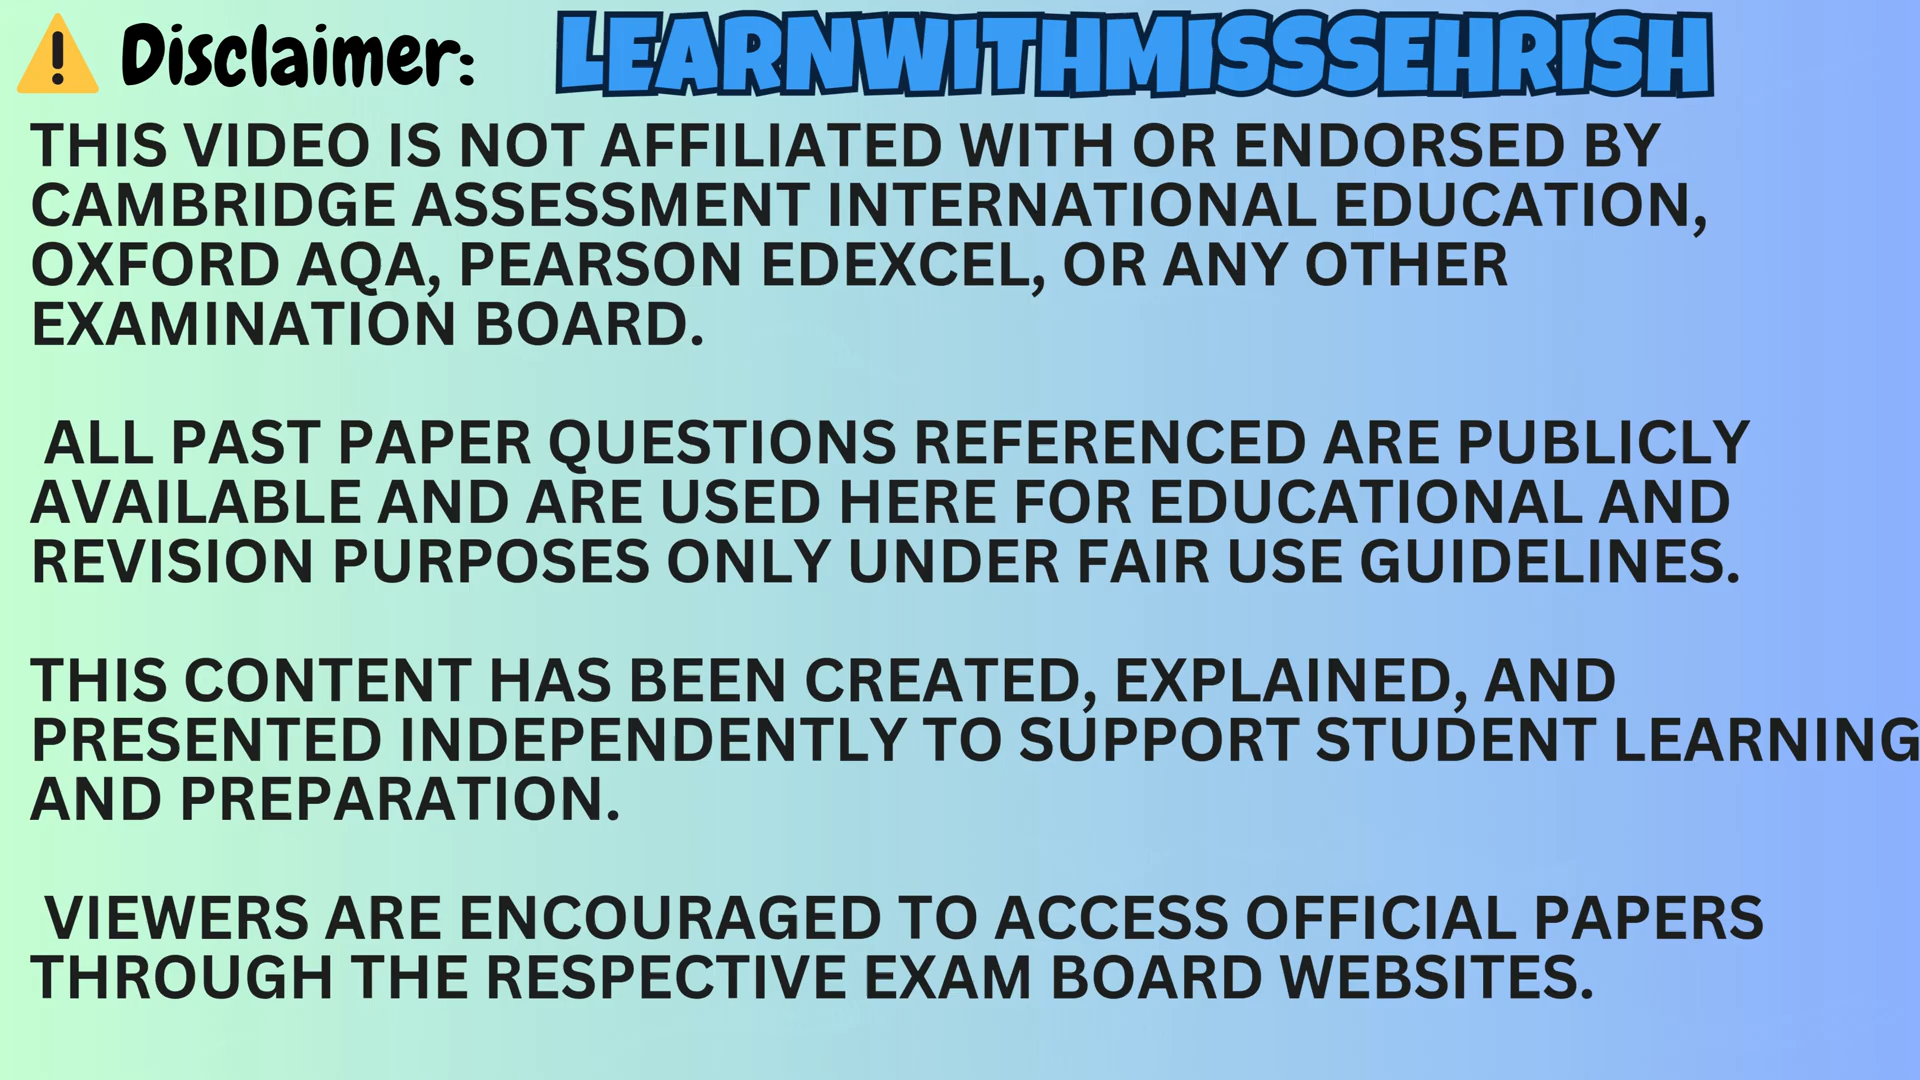 ⚠️ Disclaimer: LEARNWITHMISSSEHRISH
THIS VIDEO IS NOT AFFILIATED WITH OR ENDORSED BY
CAMBRIDGE ASSESSMENT INTERNATIONAL EDUCATION,
OXFORD AQA, PEARSON EDEXCEL, OR ANY OTHER
EXAMINATION BOARD.
ALL PAST PAPER QUESTIONS REFERENCED ARE PUBLICLY
AVAILABLE AND ARE USED HERE FOR EDUCATIONAL AND
REVISION PURPOSES ONLY UNDER FAIR USE GUIDELINES.
THIS CONTENT HAS BEEN CREATED, EXPLAINED, AND
PRESENTED INDEPENDENTLY TO SUPPORT STUDENT LEARNING
AND PREPARATION.
VIEWERS ARE ENCOURAGED TO ACCESS OFFICIAL PAPERS
THROUGH THE RESPECTIVE EXAM BOARD WEBSITES.